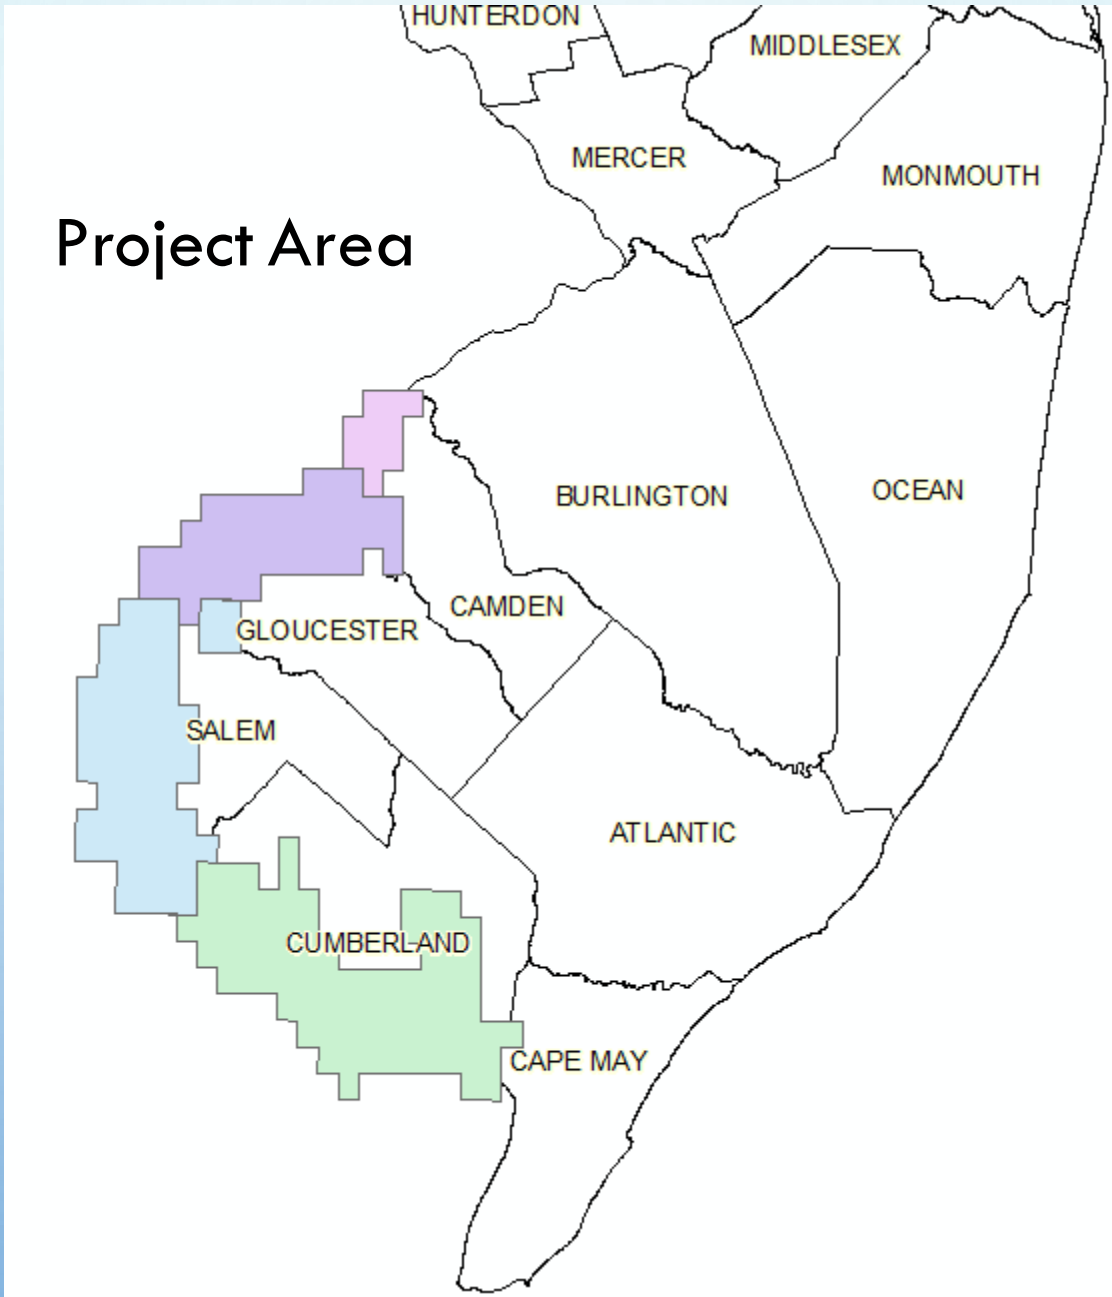 HUNTERDON
MIDDLESEX
MERCER
MONMOUTH
Project Area
BURLINGTON
OCEAN
CAMDEN
GLOUCESTER
SALEM
ATLANTIC
CUMBERLAND
CAPE MAY